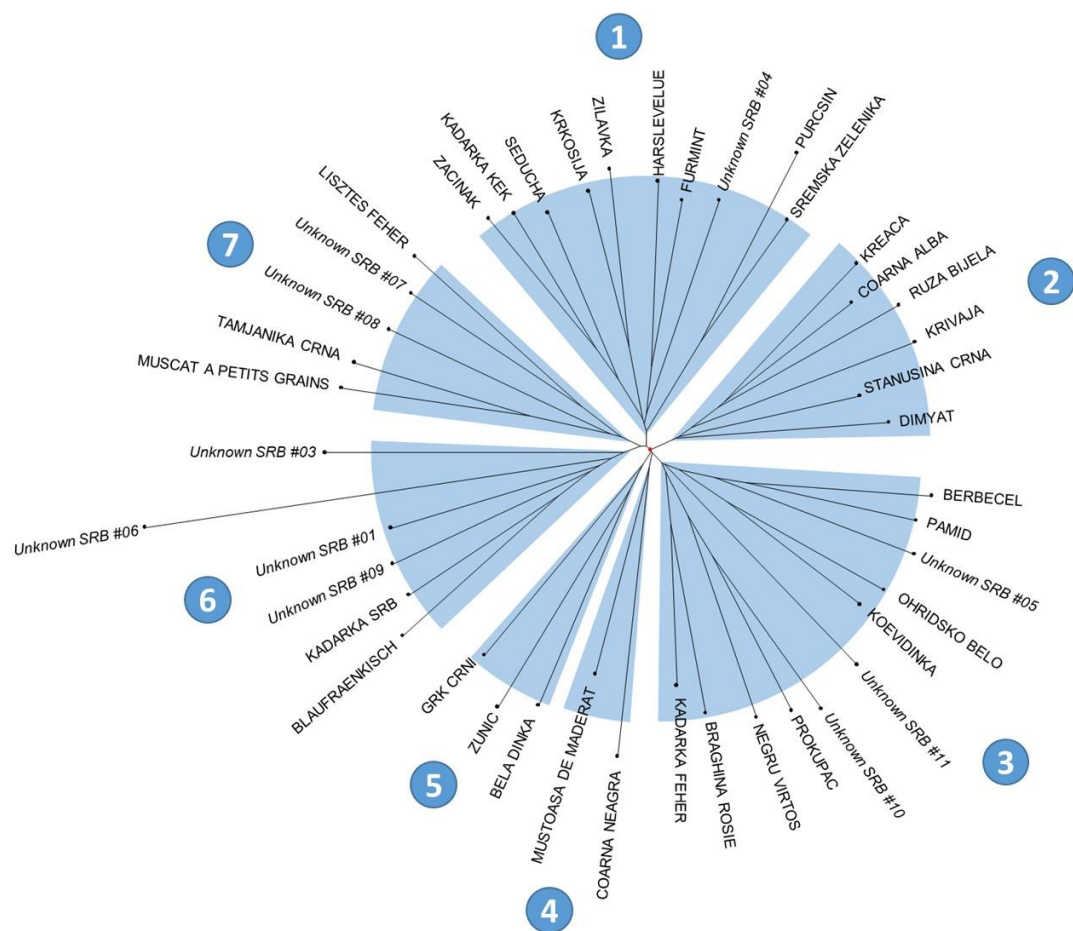 1
ZACINAK
KADARKA KEK
SEDUCHA
KRKOSIJA
ZILAVKA
HARSLEVELUE
FURMINT
Unknown SRB #04
PURCSIN
SREMSKA ZELENIKA
2
KREACA
COARNA ALBA
RUZA BIJELA
KRIVAJA
STANUSINA CRNA
DIMYAT
BERBECEL
PAMID
Unknown SRB #05
OHRIDSKO BELO
KOEVIDINKA
Unknown SRB #11
3
Unknown SRB #10
PROKUPAC
NEGRU VIRTOS
BRAGHINA ROSIE
KADARKA FEHER
COARNA NEAGRA
MUSTOASA DE MADERAT
4
BELA DINKA
ZUNIC
GRK CRNI
5
BLAUFRAENKISCH
KADARKA SRB
Unknown SRB #09
Unknown SRB #01
Unknown SRB #06
Unknown SRB #03
6
MUSCAT A PETITS GRAINS
TAMJANIKA CRNA
Unknown SRB #08
Unknown SRB #07
LISZTES FEHER
7